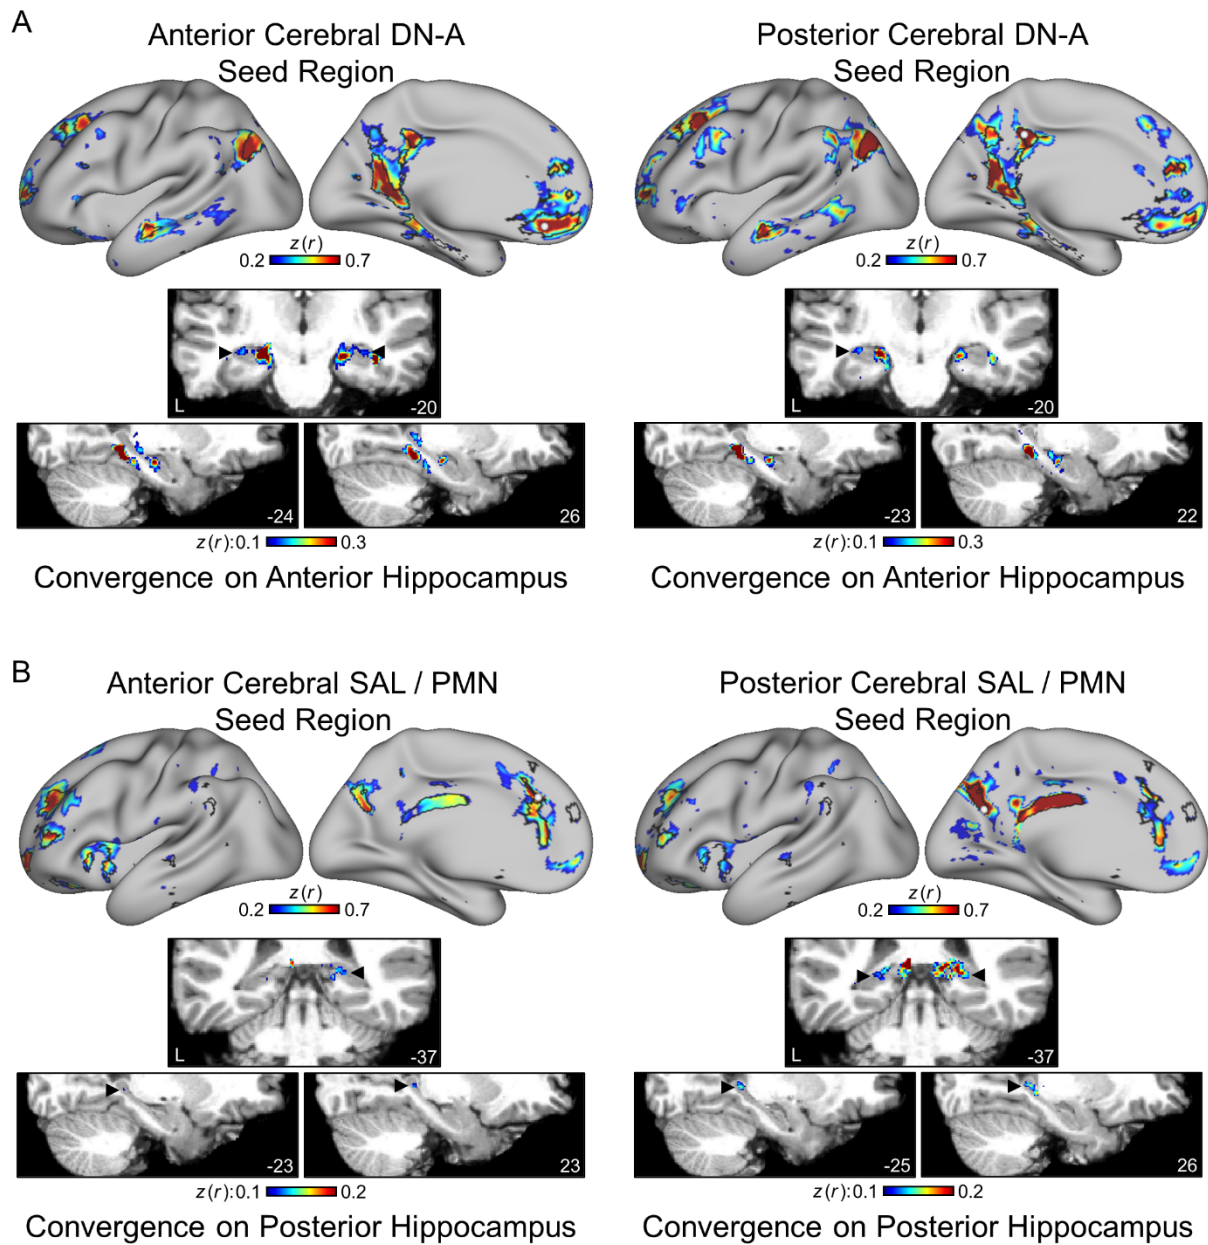 A
Anterior Cerebral DN-A
Seed Region
Posterior Cerebral DN-A
Seed Region
z(r)
0.2 0.7
z(r)
0.2 0.7
L -20
L -20
-24 26
-23 22
z(r):0.1 0.3
z(r):0.1 0.3
Convergence on Anterior Hippocampus
Convergence on Anterior Hippocampus
B
Anterior Cerebral SAL / PMN
Seed Region
Posterior Cerebral SAL / PMN
Seed Region
z(r)
0.2 0.7
z(r)
0.2 0.7
L -37
L -37
-23 23
-25 26
z(r):0.1 0.2
z(r):0.1 0.2
Convergence on Posterior Hippocampus
Convergence on Posterior Hippocampus